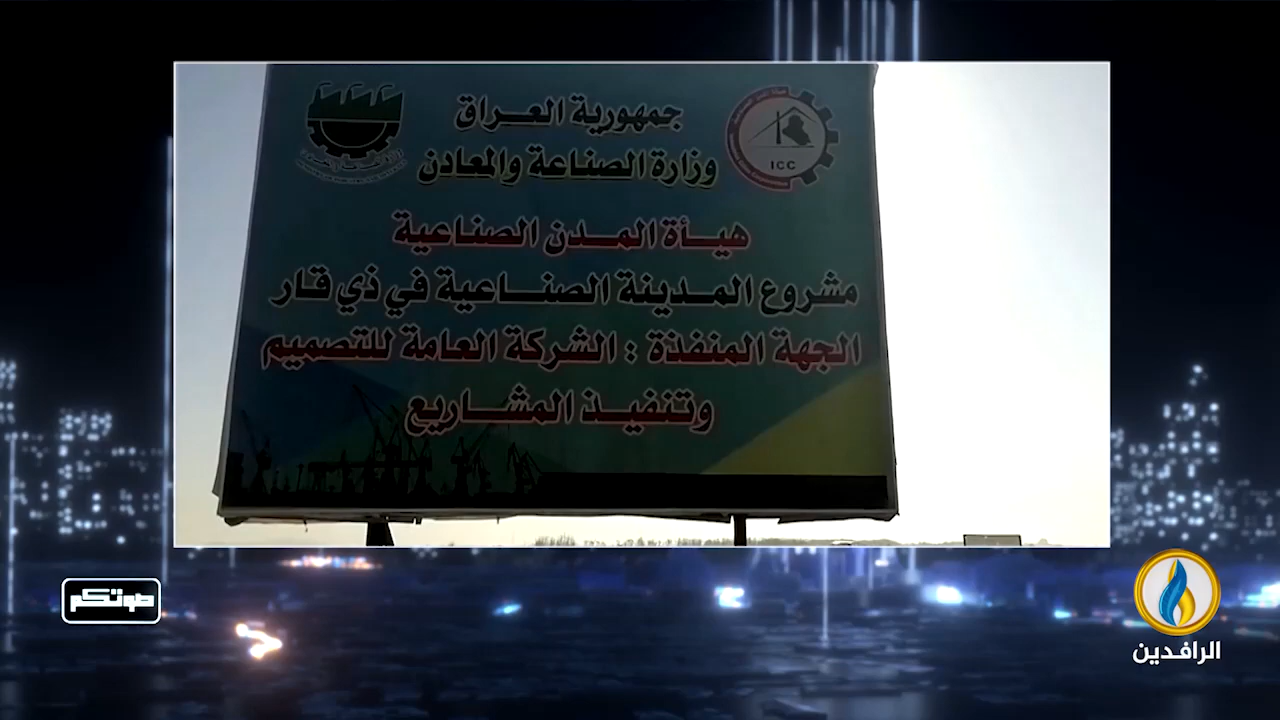 جمهورية العراق
وزارة الصناعة والمعادن
ICC
هيأة المدن الصناعية
مشروع المدينة الصناعية في ذي قار
الجهة المنفذة : الشركة العامة للتصميم
وتنفيذ المشاريع
صوتكم
الرافدين